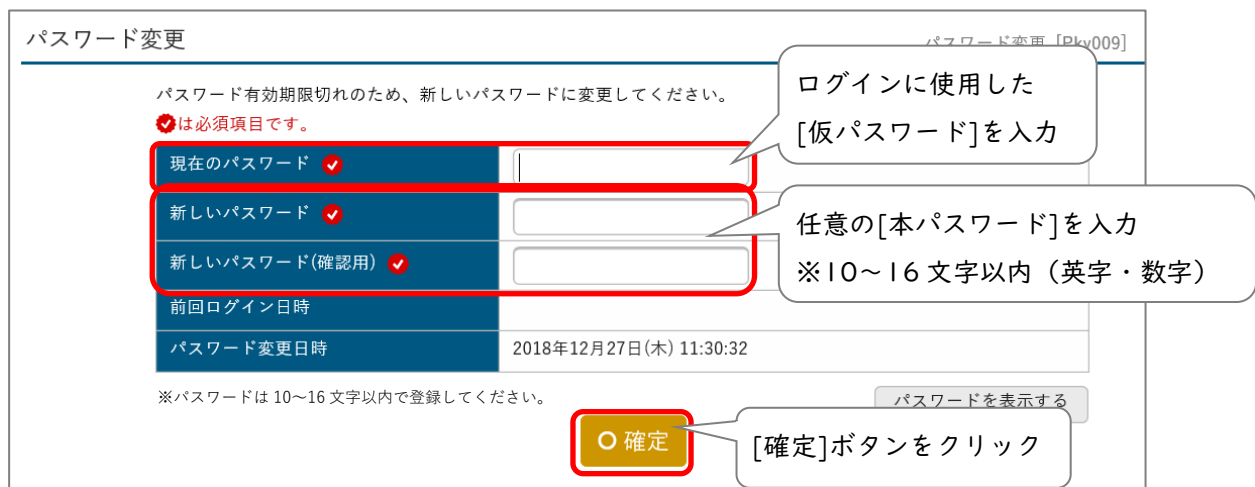 パスワード変更
パスワード変更 [Pky009]
ログインに使用した
[仮パスワード]を入力
パスワード有効期限切れのため、新しいパスワードに変更してください。
は必須項目です。
現在のパスワード
新しいパスワード
任意の[本パスワード]を入力
※10～16文字以内（英字・数字）
新しいパスワード(確認用)
前回ログイン日時
パスワード変更日時
2018年12月27日(木) 11:30:32
※パスワードは 10～16 文字以内で登録してください。
パスワードを表示する
確定
[確定]ボタンをクリック